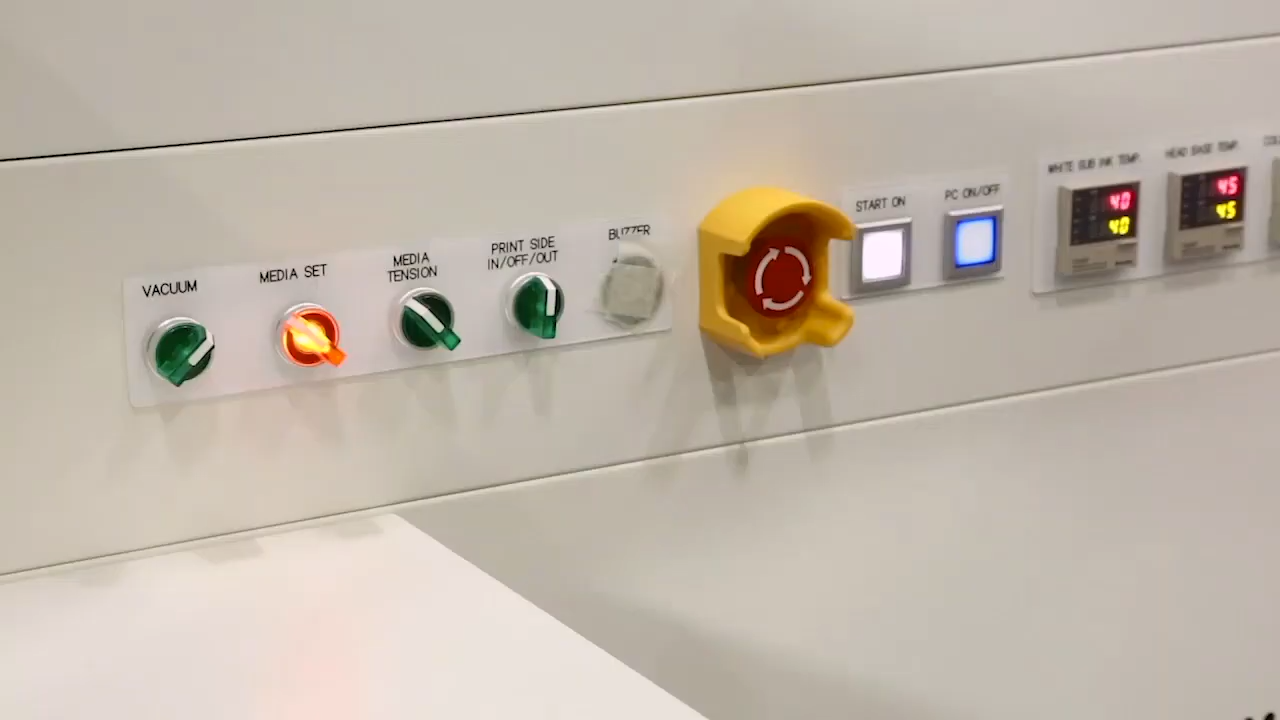 VACUUM
MEDIA SET
MEDIA
TENSION
PRINT SIDE
IN/OFF/OUT
BUZZER
START ON
PC ON/OFF
WHITE SUB INK TEMP.
40
40
HEAD BASE TEMP.
45
45